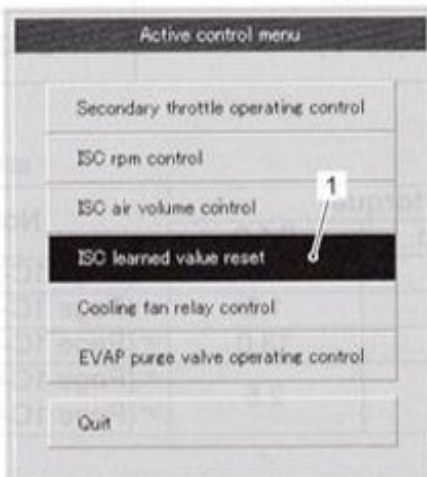 Active control menu
Secondary throttle operating control
ISC rpm control
1
ISC air volume control
ISC learned value reset
Cooling fan relay control
EVAP purge valve operating control
Quit